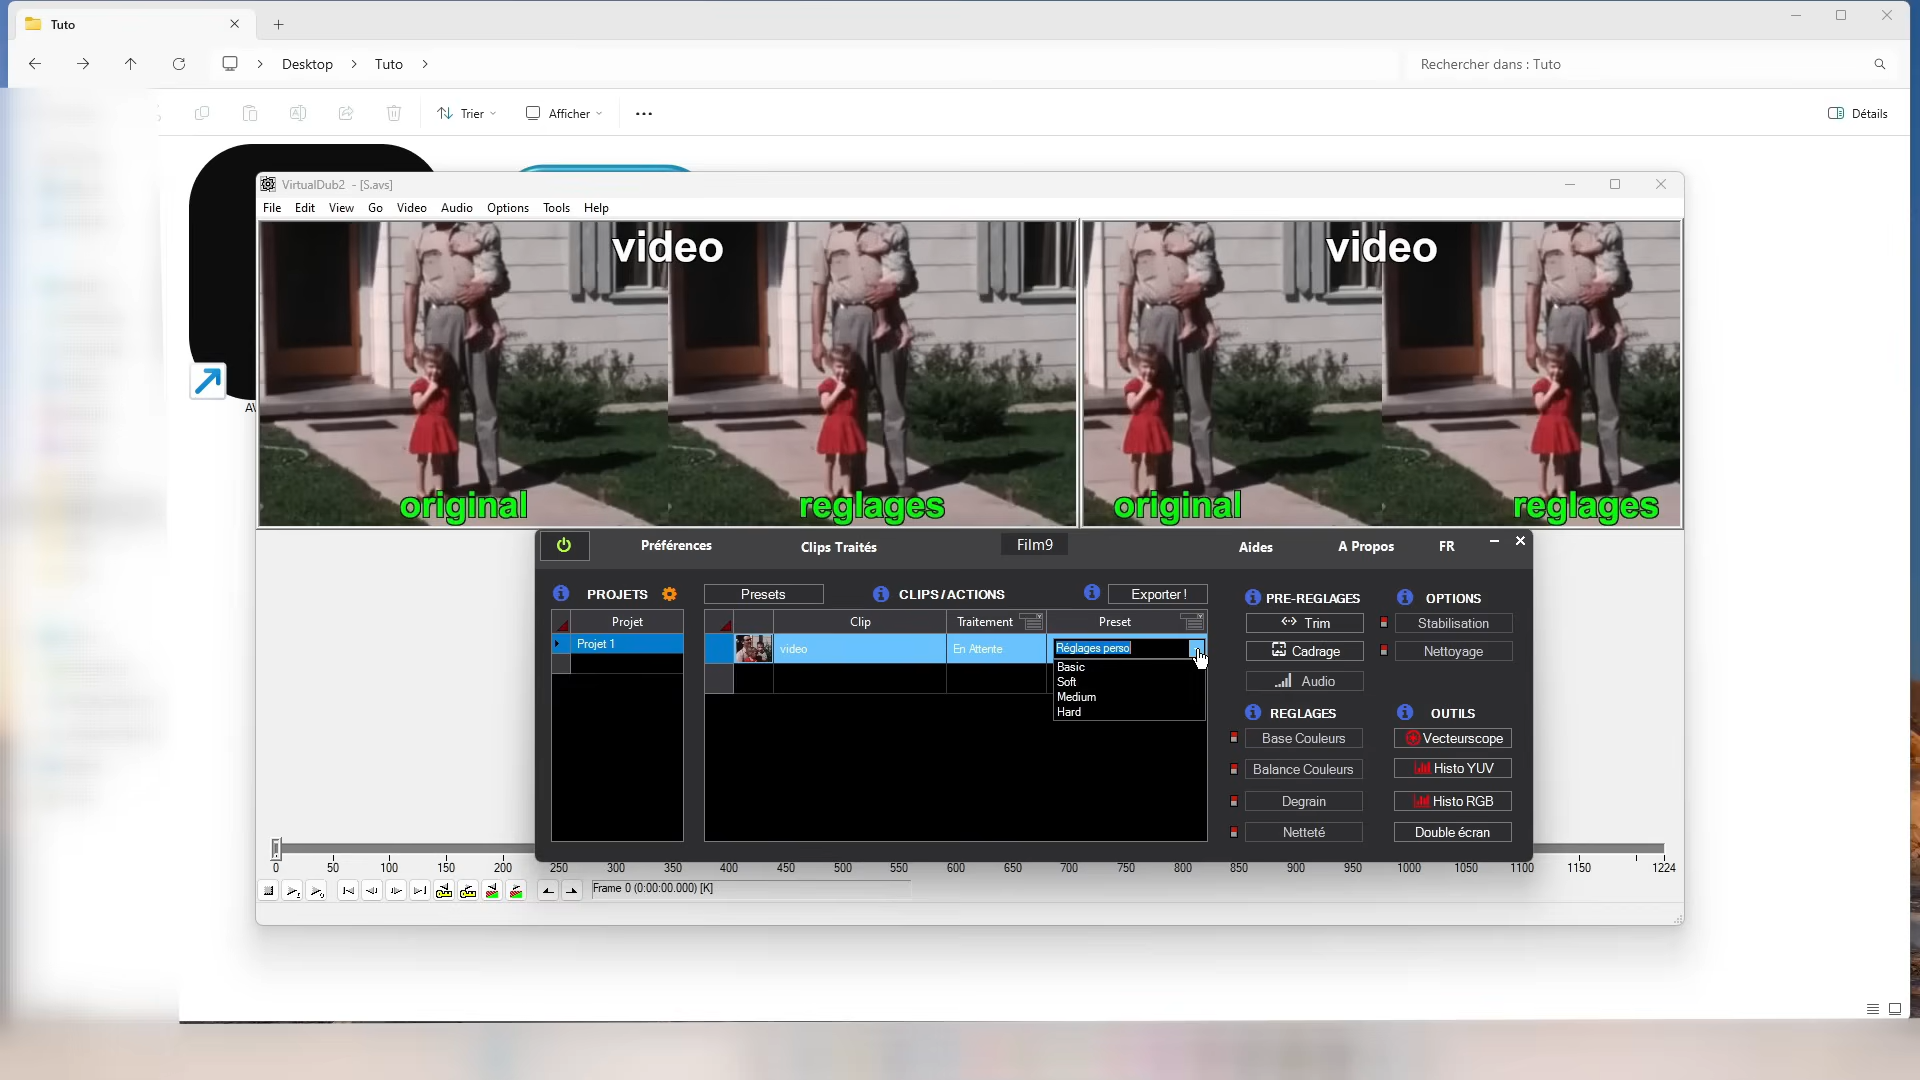 Tuto
Desktop
Tuto
Rechercher dans : Tuto
Trier
Afficher
Détails
VirtualDub2 - [S.avs]
File Edit View Go Video Audio Options Tools Help
video
original
reglages
video
original
reglages
Préférences
Clips Traités
Film9
Aides
A Propos
FR
PROJETS
Presets
CLIPS/ACTIONS
Exporter !
Projet
Projet 1
Clip
Traitement
Preset
video
En Attente
Réglages perso
Basic
Soft
Medium
Hard
PRE-REGLAGES
Trim
Cadrage
Audio
OPTIONS
Stabilisation
Nettoyage
REGLAGES
Base Couleurs
Balance Couleurs
Degrain
Netteté
OUTILS
Vecteurscope
Histo YUV
Histo RGB
Double écran
0 50 100 150 200 250 300 350 400 450 500 550 600 650 700 750 800 850 900 950 1000 1050 1100 1150 1224
Frame 0 (0:00:00.000) [K]